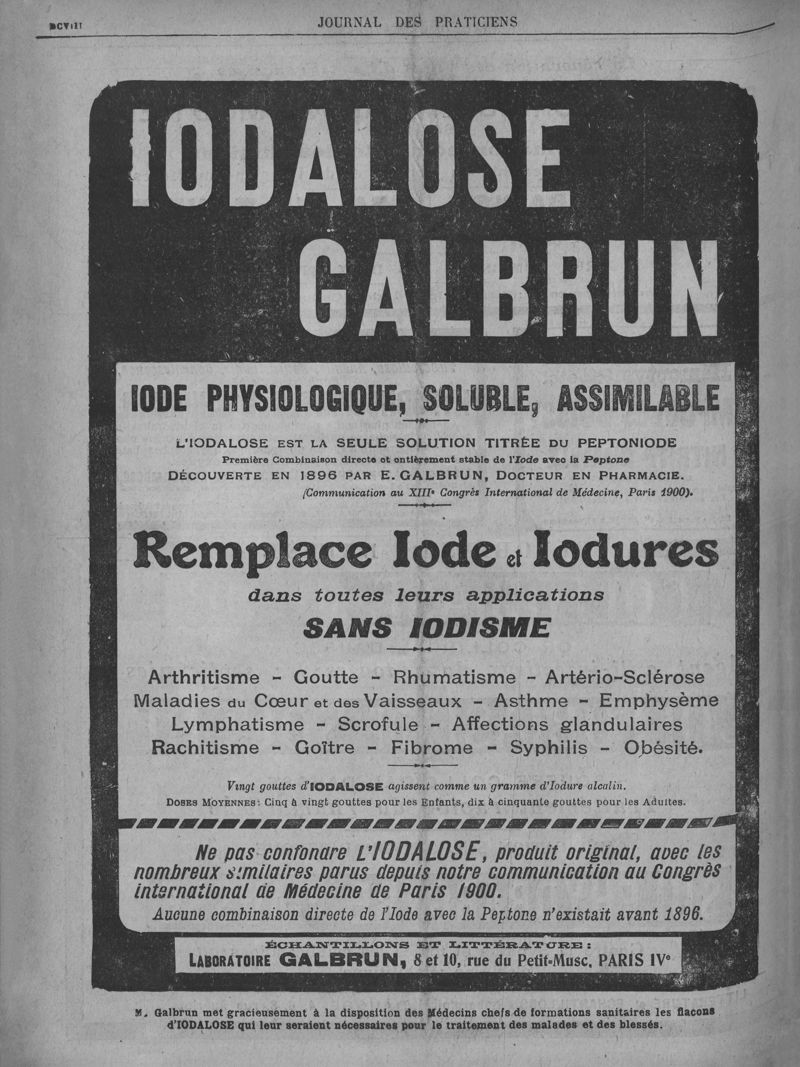 DCVIII
JOURNAL DES PRATICIENS
IODALOSE
GALBRUN
IODE PHYSIOLOGIQUE, SOLUBLE, ASSIMILABLE
L'IODALOSE EST LA SEULE SOLUTION TITRÉE DU PEPTONIODE
Première Combinaison directe et entièrement stable de l'Iode avec la Peptone
DÉCOUVERTE EN 1896 PAR E. GALBRUN, DOCTEUR EN PHARMACIE.
(Communication au XIIIe Congrès International de Médecine, Paris 1900).
Remplace Iode et Iodures
dans toutes leurs applications
SANS IODISME
Arthritisme - Goutte - Rhumatisme - Artério-Sclérose
Maladies du Cœur et des Vaisseaux - Asthme - Emphysème
Lymphatisme - Scrofule - Affections glandulaires
Rachitisme - Goître - Fibrome - Syphilis - Obésité.
Vingt gouttes d'IODALOSE agissent comme un gramme d'Iodure alcalin.
DOSES MOYENNES: Cinq à vingt gouttes pour les Enfants, dix à cinquante gouttes pour les Adultes.
Ne pas confondre L'IODALOSE, produit original, avec les
nombreux similaires parus depuis notre communication au Congrès
international de Médecine de Paris 1900.
Aucune combinaison directe de l'Iode avec la Peptone n'existait avant 1896.
ÉCHANTILLONS ET LITTÉRATURE:
LABORATOIRE GALBRUN, 8 et 10, rue du Petit-Musc, PARIS IVe
M. Galbrun met gracieusement à la disposition des Médecins chefs de formations sanitaires les flacons
d'IODALOSE qui leur seraient nécessaires pour le traitement des malades et des blessés.